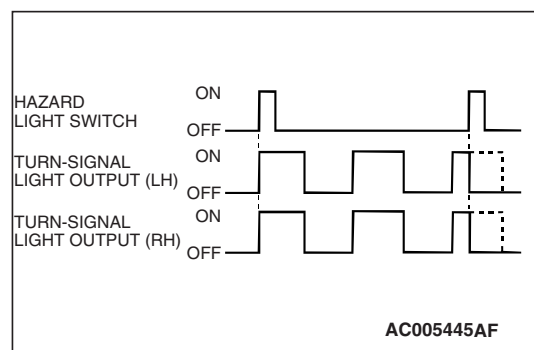 HAZARD
LIGHT SWITCH
ON
OFF
TURN-SIGNAL
LIGHT OUTPUT (LH)
ON
OFF
TURN-SIGNAL
LIGHT OUTPUT (RH)
ON
OFF
AC005445AF